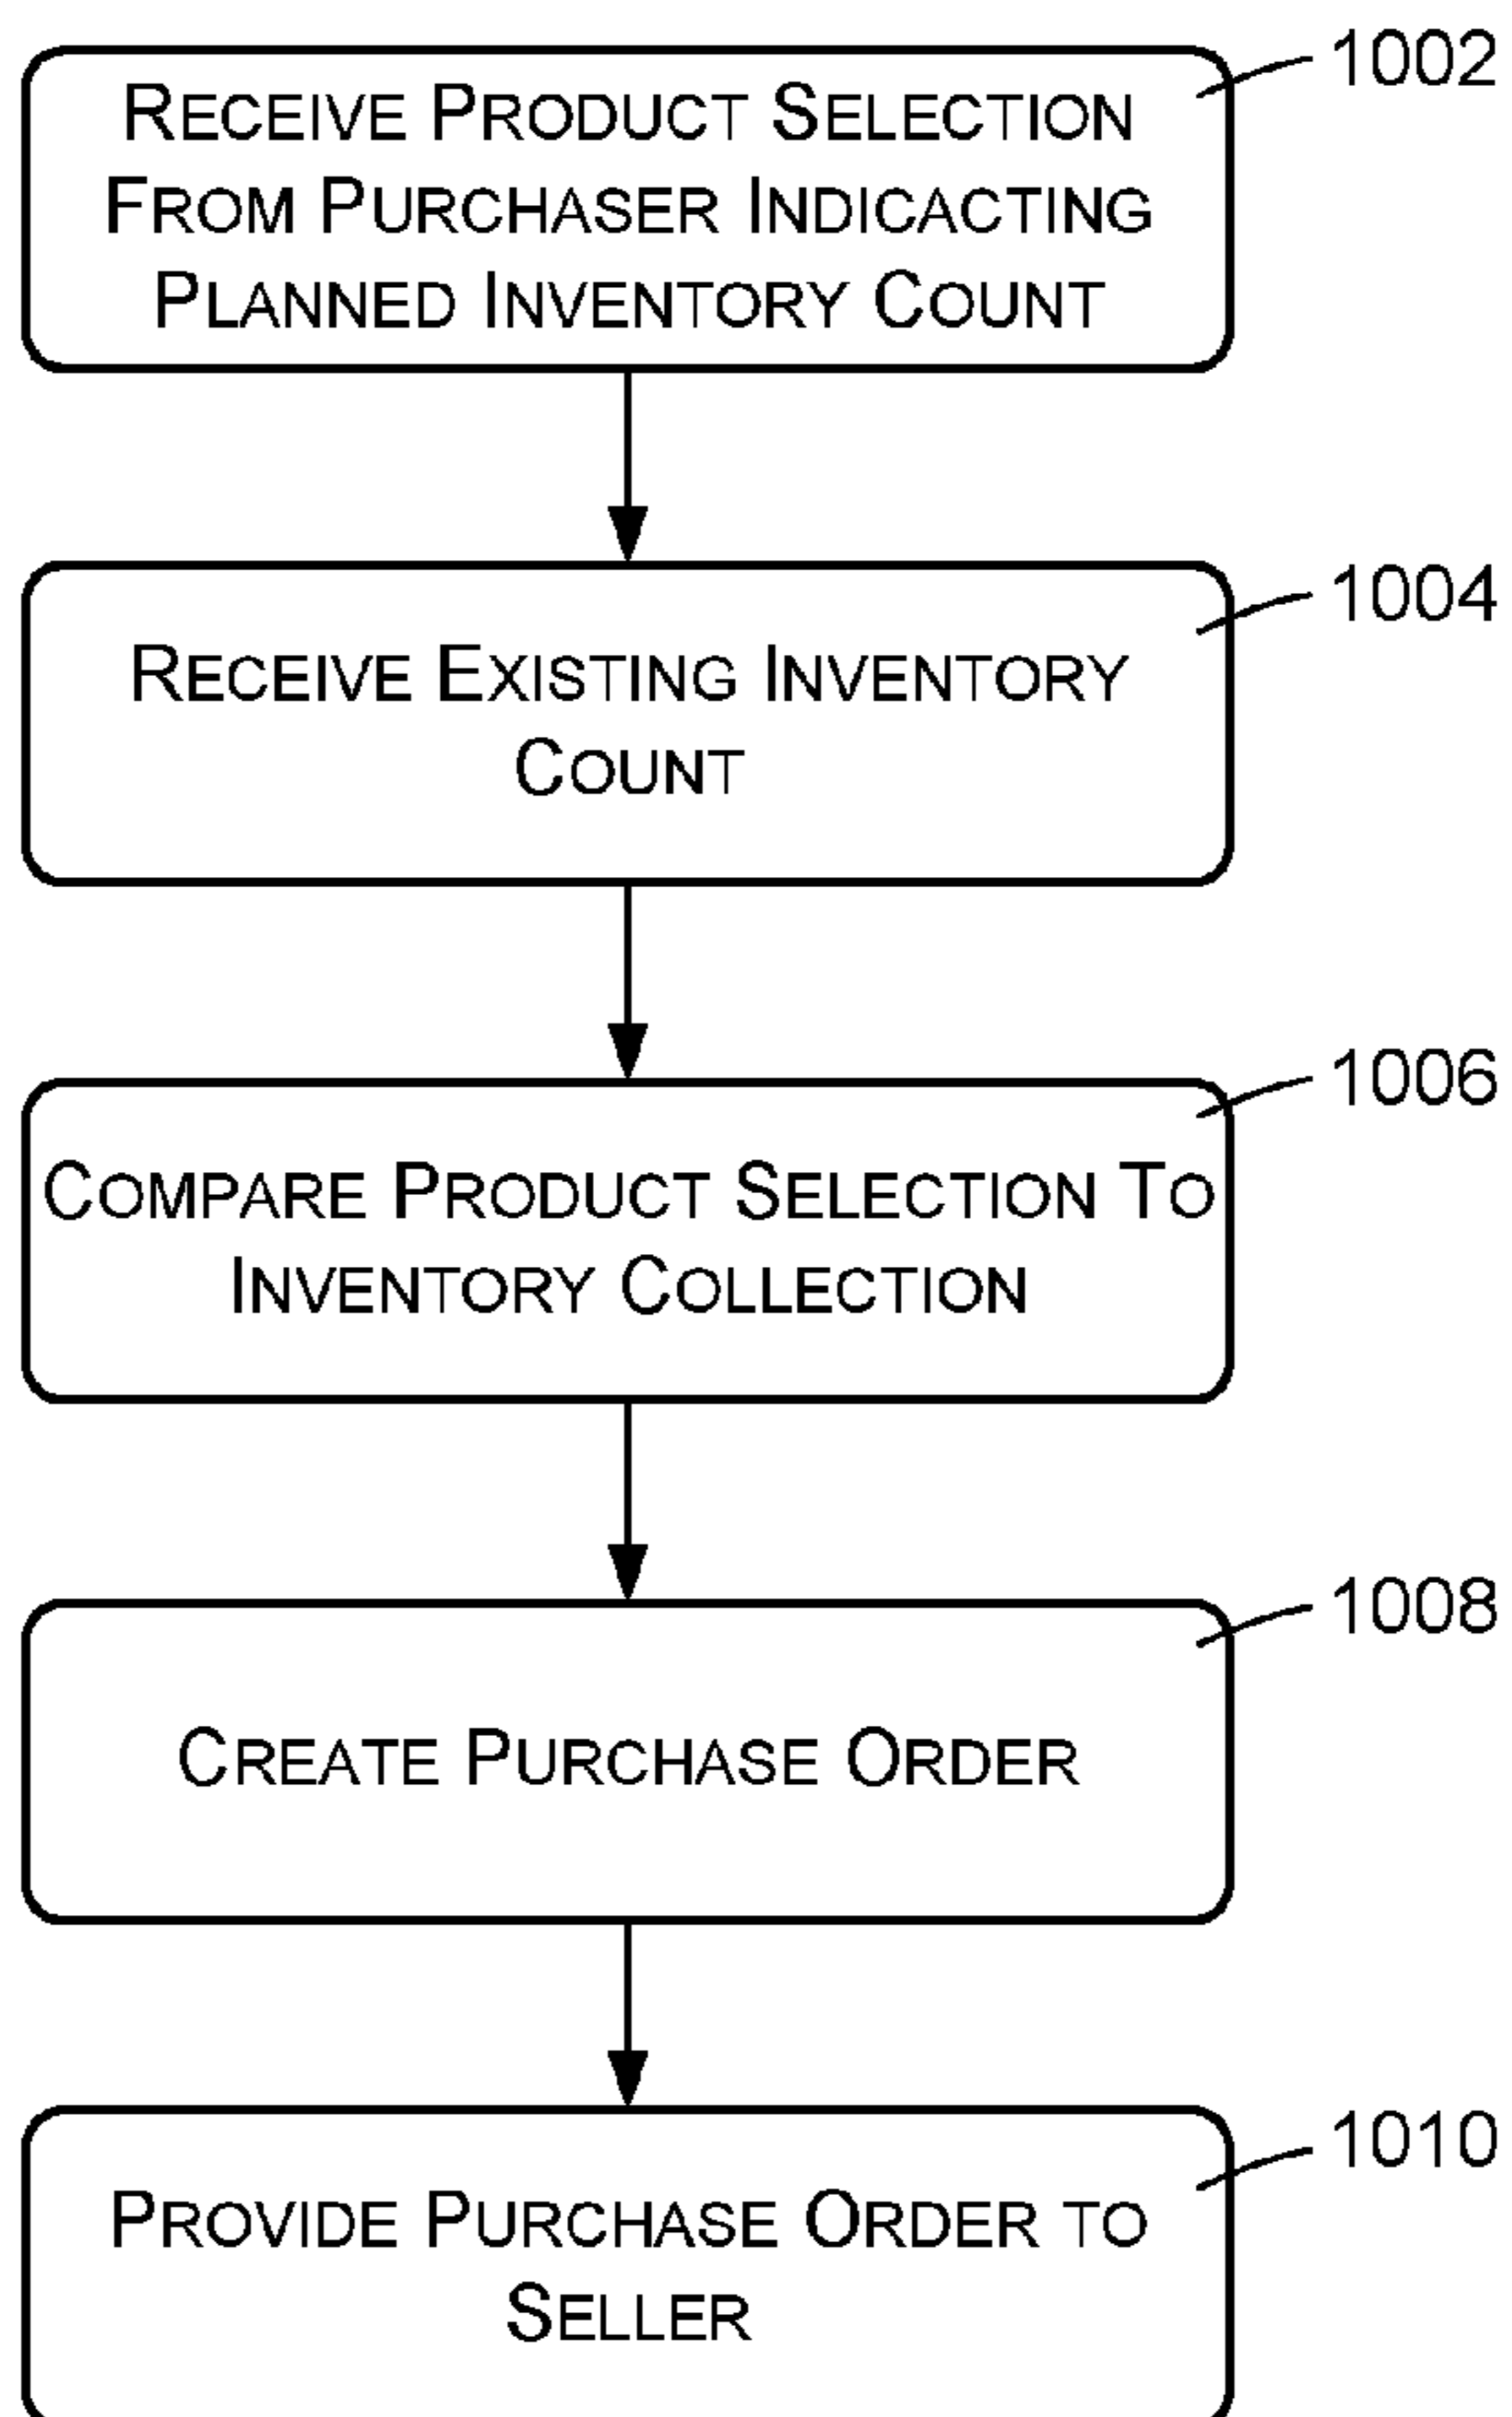 1002
RECEIVE PRODUCT SELECTION
FROM PURCHASER INDICACTING
PLANNED INVENTORY COUNT
1004
RECEIVE EXISTING INVENTORY
COUNT
1006
COMPARE PRODUCT SELECTION TO
INVENTORY COLLECTION
1008
CREATE PURCHASE ORDER
1010
PROVIDE PURCHASE ORDER TO
SELLER